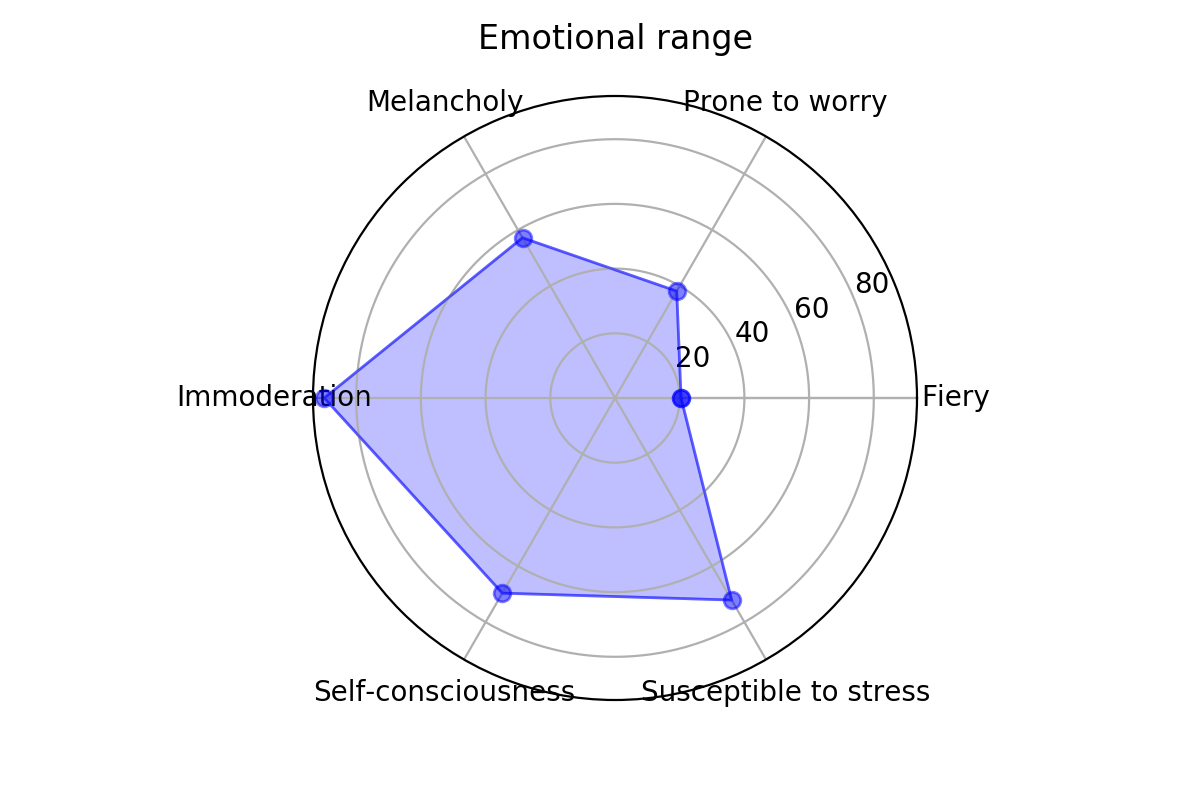 Emotional range
Melancholy
Prone to worry
80
60
40
20
Immoderation
Fiery
Self-consciousness
Susceptible to stress